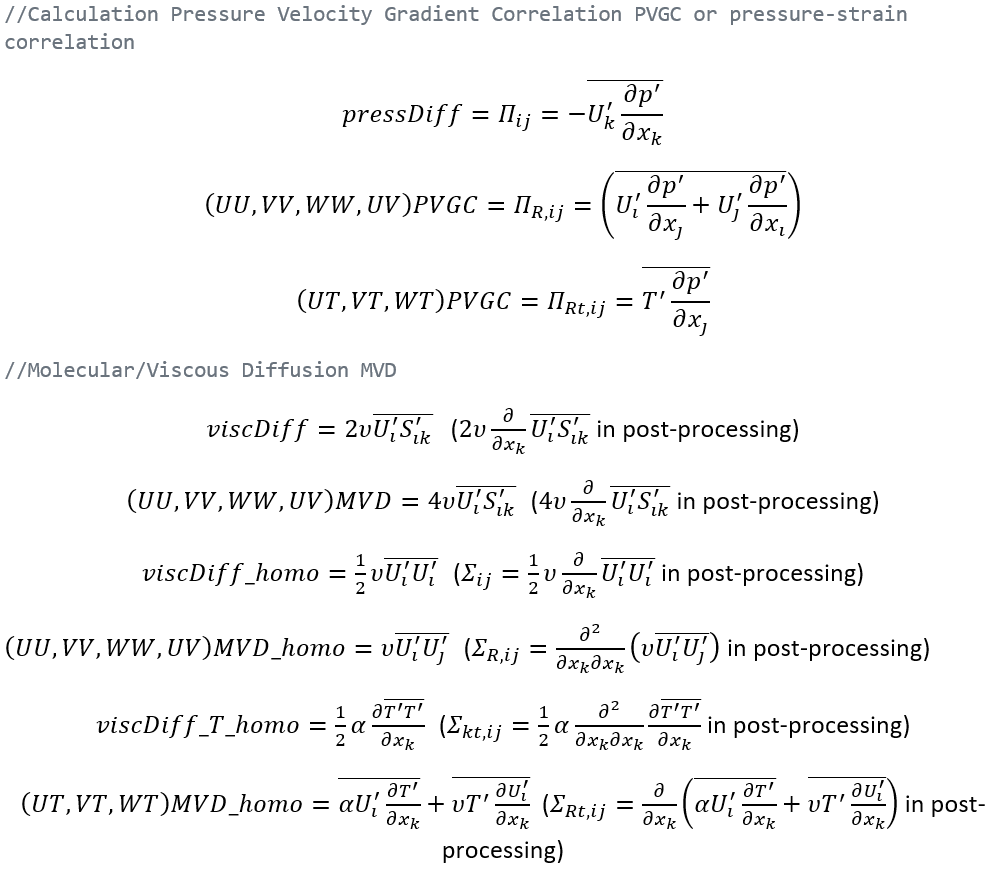 //Calculation Pressure Velocity Gradient Correlation PVGC or pressure-strain
correlation
$pressDiff = \Pi_{ij} = -\overline{U_k' \frac{\partial p'}{\partial x_k}}$
$(UU, VV, WW, UV)PVGC = \Pi_{R,ij} = \left(\overline{U_i' \frac{\partial p'}{\partial x_j} + U_j' \frac{\partial p'}{\partial x_i}}\right)$
$(UT, VT, WT)PVGC = \Pi_{Rt,ij} = \overline{T' \frac{\partial p'}{\partial x_j}}$
//Molecular/Viscous Diffusion MVD
$viscDiff = 2\upsilon \overline{U_i' S_{ik}'}$ ($2\upsilon \frac{\partial}{\partial x_k} \overline{U_i' S_{ik}'}$ in post-processing)
$(UU, VV, WW, UV)MVD = 4\upsilon \overline{U_i' S_{ik}'}$ ($4\upsilon \frac{\partial}{\partial x_k} \overline{U_i' S_{ik}'}$ in post-processing)
$viscDiff\_homo = \frac{1}{2} \upsilon \overline{U_i' U_i'}$ ($\Sigma_{ij} = \frac{1}{2} \upsilon \frac{\partial}{\partial x_k} \overline{U_i' U_i'}$ in post-processing)
$(UU, VV, WW, UV)MVD\_homo = \upsilon \overline{U_i' U_j'}$ ($\Sigma_{R,ij} = \frac{\partial^2}{\partial x_k \partial x_k} \left(\upsilon \overline{U_i' U_j'}\right)$ in post-processing)
$viscDiff\_T\_homo = \frac{1}{2} \alpha \frac{\partial \overline{T'T'}}{\partial x_k}$ ($\Sigma_{kt,ij} = \frac{1}{2} \alpha \frac{\partial^2}{\partial x_k \partial x_k} \frac{\partial \overline{T'T'}}{\partial x_k}$ in post-processing)
$(UT, VT, WT)MVD\_homo = \overline{\alpha U_i' \frac{\partial T'}{\partial x_k}} + \overline{\upsilon T' \frac{\partial U_i'}{\partial x_k}}$ ($\Sigma_{Rt,ij} = \frac{\partial}{\partial x_k} \left(\overline{\alpha U_i' \frac{\partial T'}{\partial x_k}} + \overline{\upsilon T' \frac{\partial U_i'}{\partial x_k}}\right)$ in post-
processing)